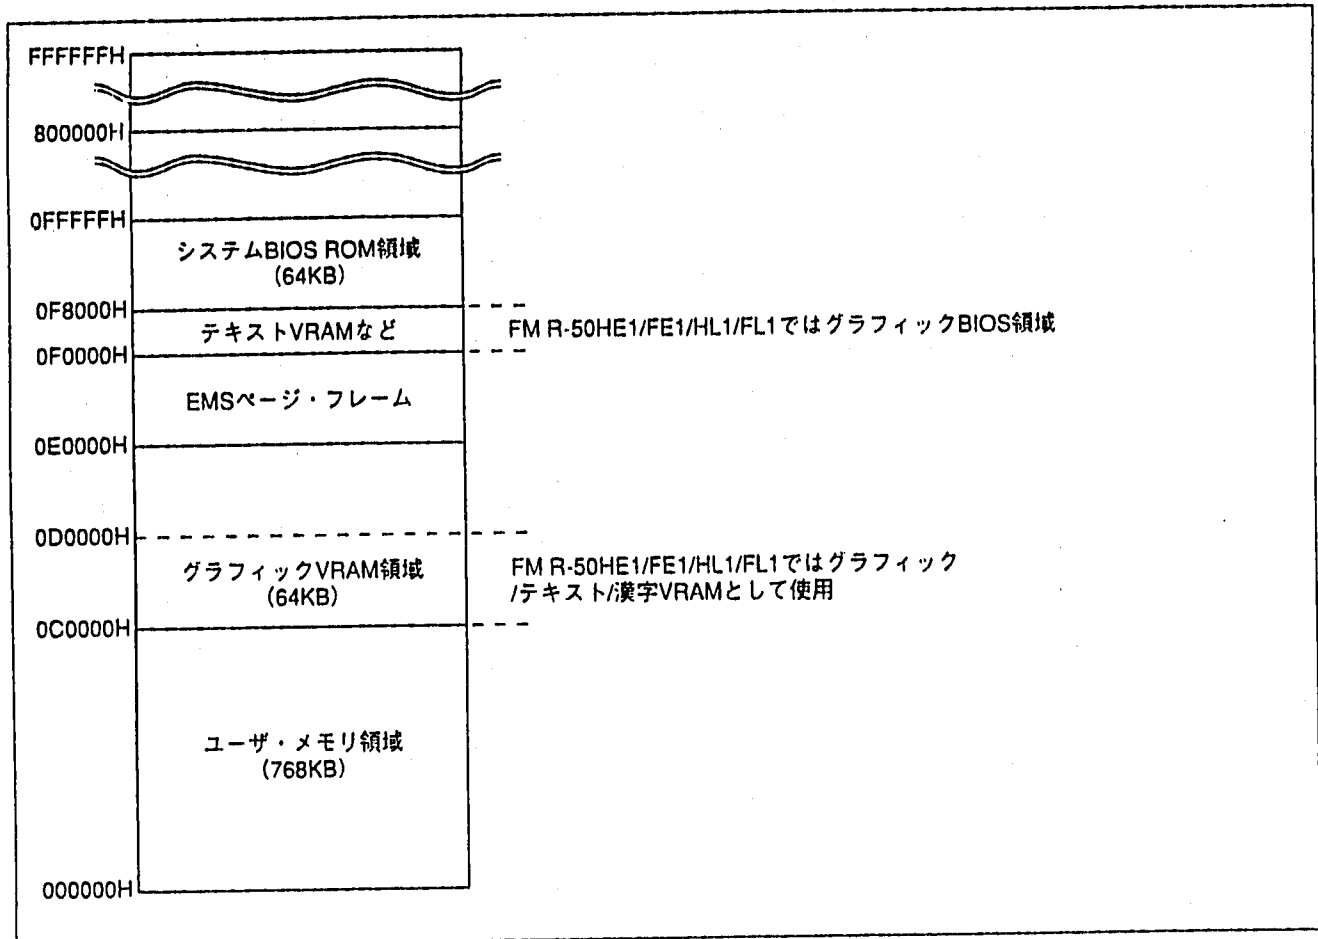 FFFFFFH
800000H
0FFFFFH
システムBIOS ROM領域
(64KB)
0F8000H
テキストVRAMなど
FM R-50HE1/FE1/HL1/FL1ではグラフィックBIOS領域
0F0000H
EMSページ・フレーム
0E0000H
0D0000H
グラフィックVRAM領域
(64KB)
FM R-50HE1/FE1/HL1/FL1ではグラフィック
/テキスト/漢字VRAMとして使用
0C0000H
ユーザ・メモリ領域
(768KB)
000000H